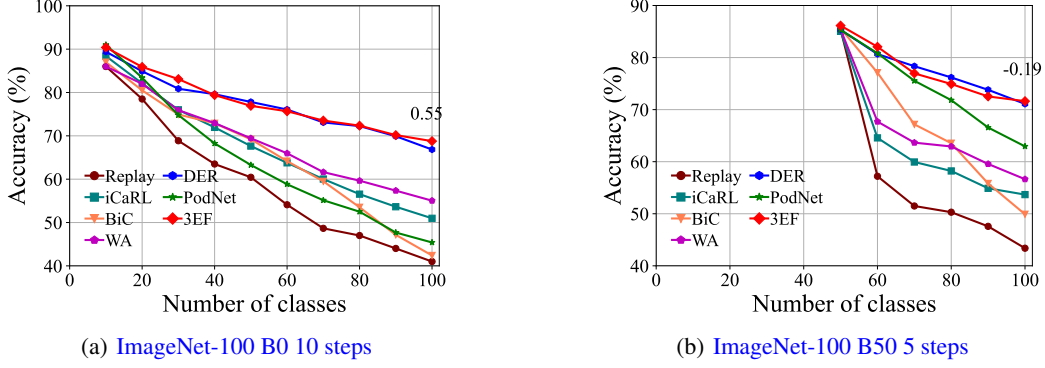 100
90
80
70
60
50
40
0 20 40 60 80 100
Accuracy (%)
Number of classes
0.55
Replay DER
iCaRL PodNet
BiC 3EF
WA
(a) ImageNet-100 B0 10 steps
90
85
80
70
60
50
40
0 20 40 60 80 100
Accuracy (%)
Number of classes
-0.19
Replay DER
iCaRL PodNet
BiC 3EF
WA
(b) ImageNet-100 B50 5 steps